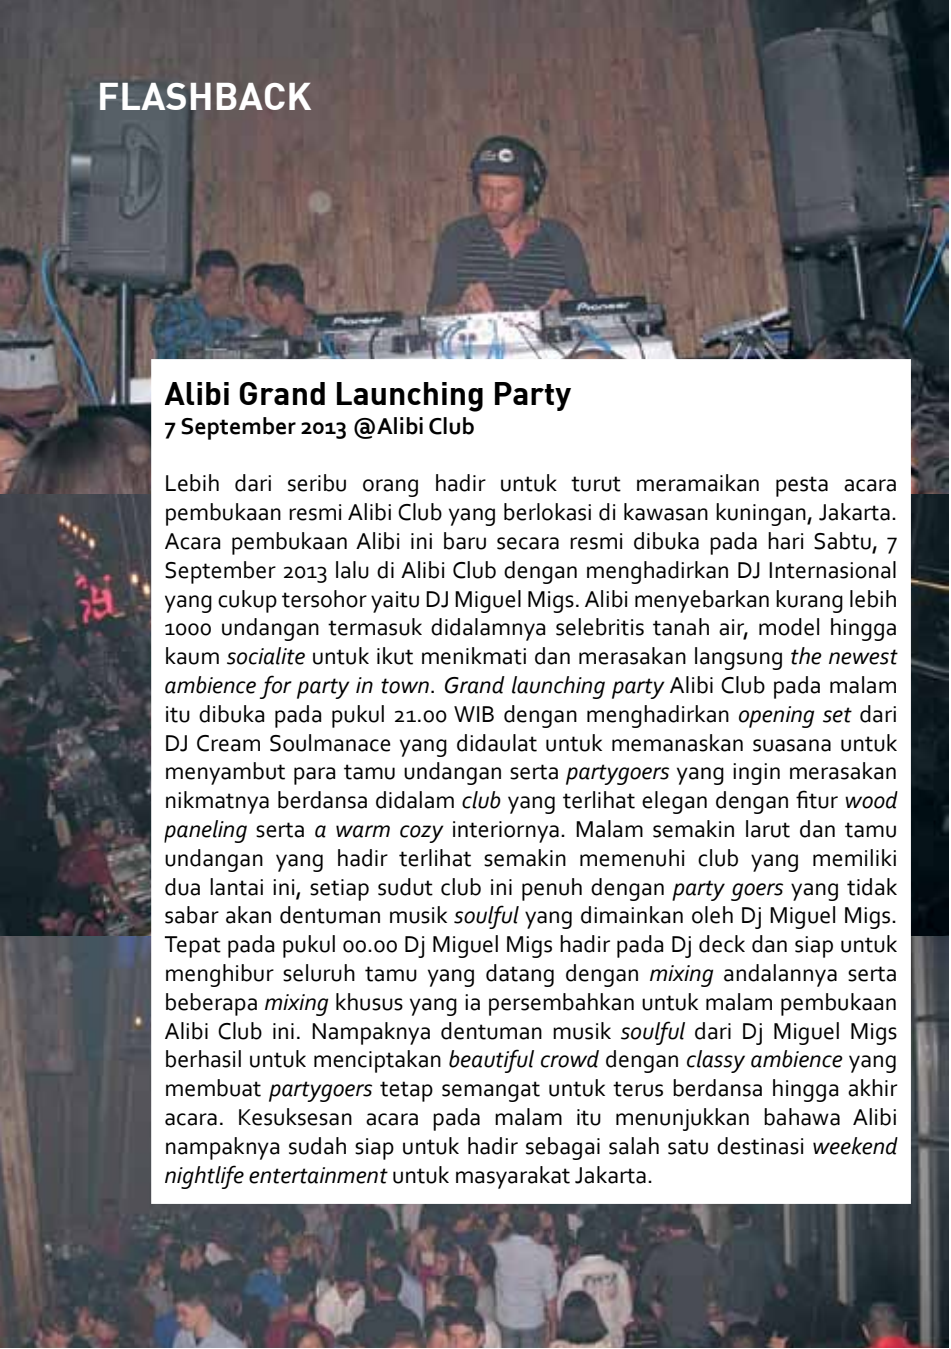 FLASHBACK
Pioneer
Pioneer
Alibi Grand Launching Party
7 September 2013 @Alibi Club
Lebih dari seribu orang hadir untuk turut meramaikan pesta acara
pembukaan resmi Alibi Club yang berlokasi di kawasan kuningan, Jakarta.
Acara pembukaan Alibi ini baru secara resmi dibuka pada hari Sabtu, 7
September 2013 lalu di Alibi Club dengan menghadirkan DJ Internasional
yang cukup tersohor yaitu DJ Miguel Migs. Alibi menyebarkan kurang lebih
1000 undangan termasuk didalamnya selebritis tanah air, model hingga
kaum socialite untuk ikut menikmati dan merasakan langsung the newest
ambience for party in town. Grand launching party Alibi Club pada malam
itu dibuka pada pukul 21.00 WIB dengan menghadirkan opening set dari
DJ Cream Soulmanace yang didaulat untuk memanaskan suasana untuk
menyambut para tamu undangan serta partygoers yang ingin merasakan
nikmatnya berdansa didalam club yang terlihat elegan dengan fitur wood
paneling serta a warm cozy interiornya. Malam semakin larut dan tamu
undangan yang hadir terlihat semakin memenuhi club yang memiliki
dua lantai ini, setiap sudut club ini penuh dengan party goers yang tidak
sabar akan dentuman musik soulful yang dimainkan oleh Dj Miguel Migs.
Tepat pada pukul 00.00 Dj Miguel Migs hadir pada Dj deck dan siap untuk
menghibur seluruh tamu yang datang dengan mixing andalannya serta
beberapa mixing khusus yang ia persembahkan untuk malam pembukaan
Alibi Club ini. Nampaknya dentuman musik soulful dari Dj Miguel Migs
berhasil untuk menciptakan beautiful crowd dengan classy ambience yang
membuat partygoers tetap semangat untuk terus berdansa hingga akhir
acara. Kesuksesan acara pada malam itu menunjukkan bahawa Alibi
nampaknya sudah siap untuk hadir sebagai salah satu destinasi weekend
nightlife entertainment untuk masyarakat Jakarta.